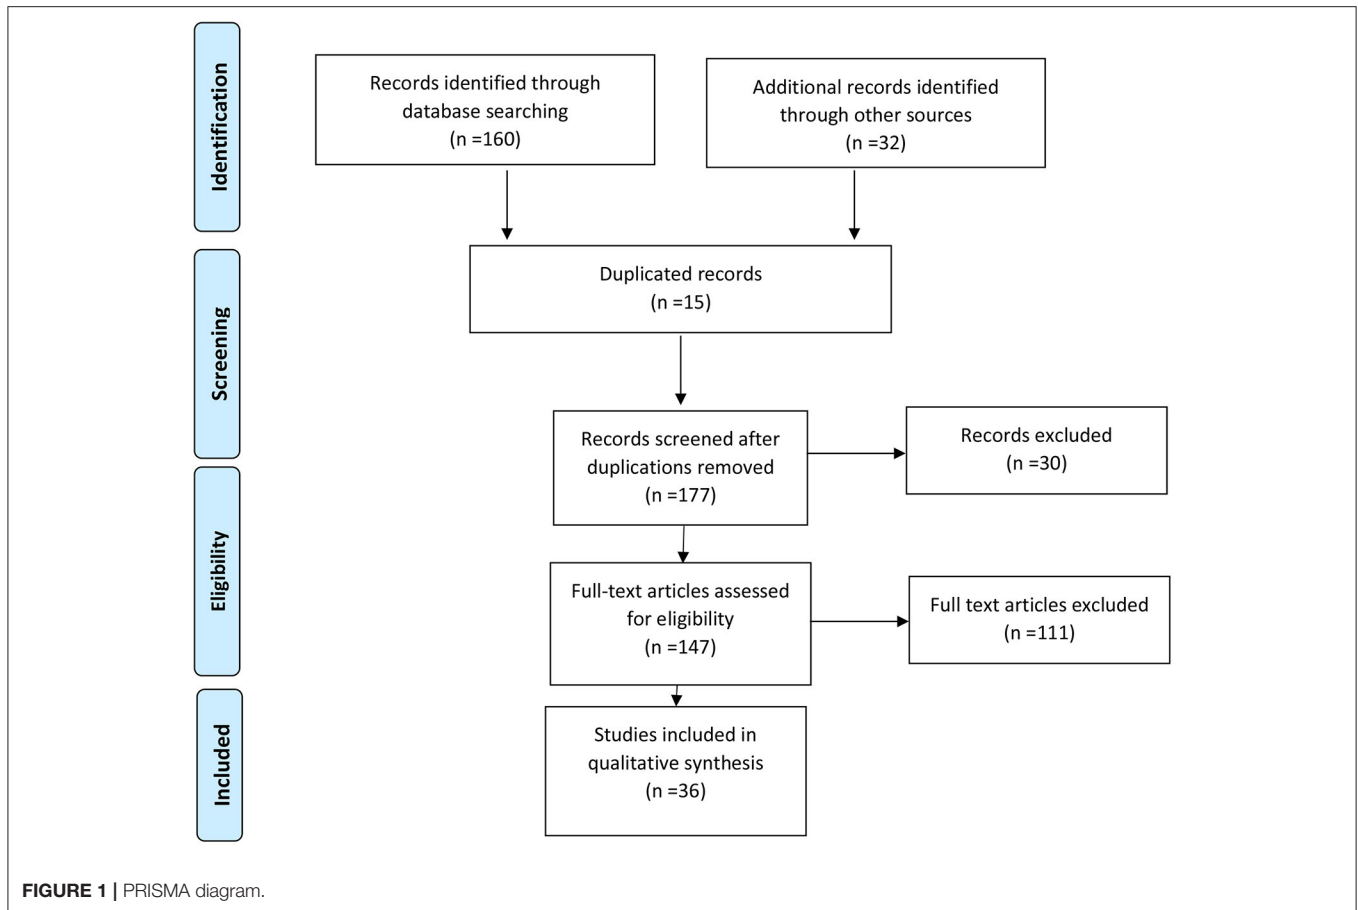 Identification
Records identified through
database searching
(n =160)
Additional records identified
through other sources
(n =32)
Screening
Duplicated records
(n =15)
Records screened after
duplications removed
(n =177)
Records excluded
(n =30)
Eligibility
Full-text articles assessed
for eligibility
(n =147)
Full text articles excluded
(n =111)
Included
Studies included in
qualitative synthesis
(n =36)
FIGURE 1 | PRISMA diagram.